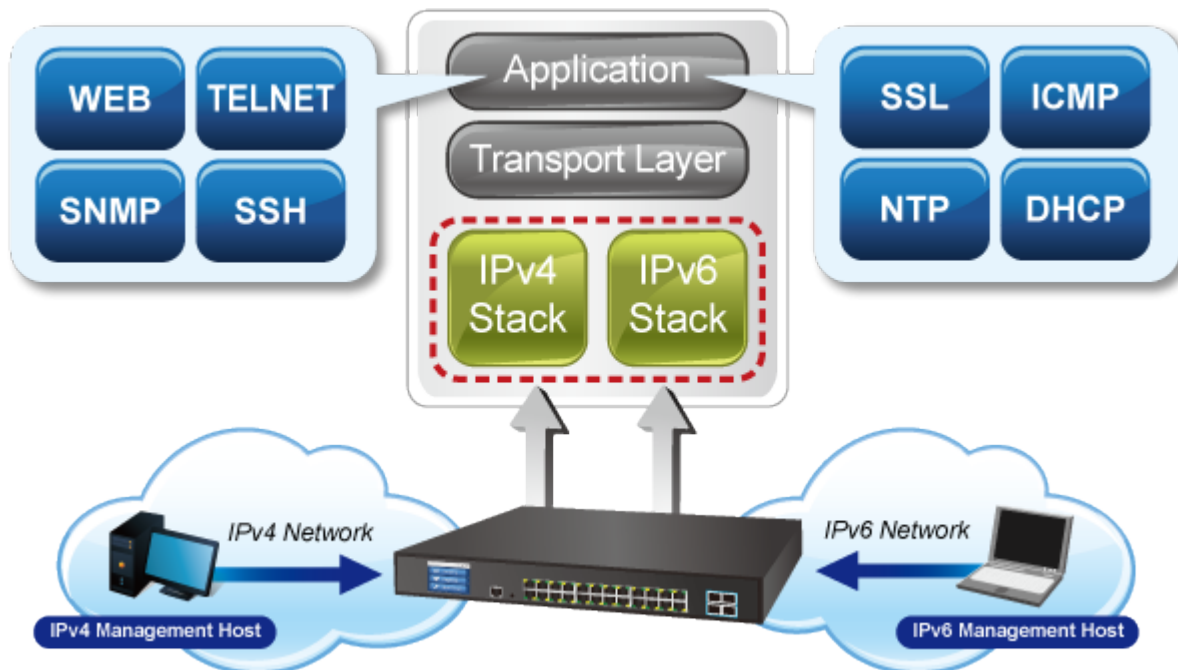 WEB
TELNET
SNMP
SSH
Application
Transport Layer
IPv4
Stack
IPv6
Stack
SSL
ICMP
NTP
DHCP
IPv4 Network
IPv4 Management Host
IPv6 Network
IPv6 Management Host